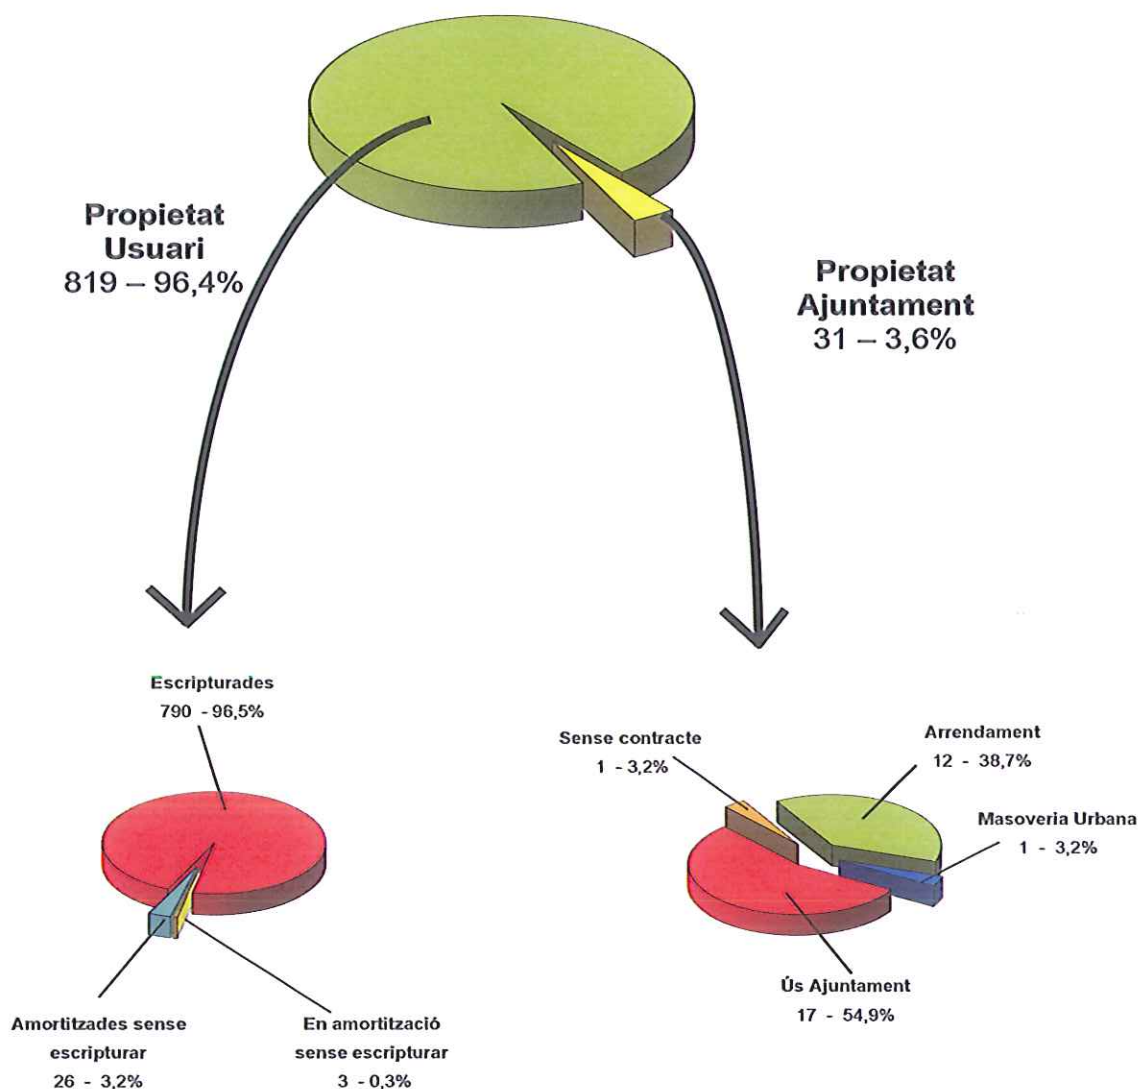 Propietat
Usuari
819 – 96,4%
Propietat
Ajuntament
31 – 3,6%
Escripturades
790 - 96,5%
Amortitzades sense
escripturar
26 - 3,2%
En amortització
sense escripturar
3 - 0,3%
Sense contracte
1 - 3,2%
Arrendament
12 - 38,7%
Masoveria Urbana
1 - 3,2%
Ús Ajuntament
17 - 54,9%